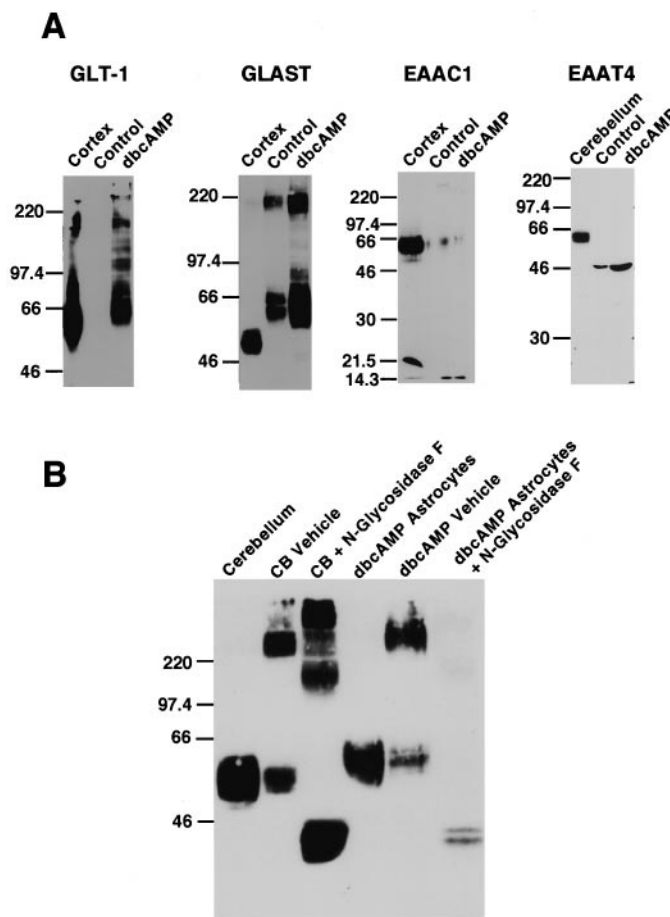 A
GLT-1
GLAST
EAAC1
EAAT4
Cortex
Control
dbcAMP
220
97.4
66
46
Cortex
Control
dbcAMP
220
97.4
66
46
Cortex
Control
dbcAMP
220
97.4
66
46
30
21.5
14.3
Cerebellum
Control
dbcAMP
220
97.4
66
46
30
B
Cerebellum
CB Vehicle
CB + N-Glycosidase F
dbcAMP Astrocytes
dbcAMP Vehicle
dbcAMP Astrocytes
+ N-Glycosidase F
220
97.4
66
46